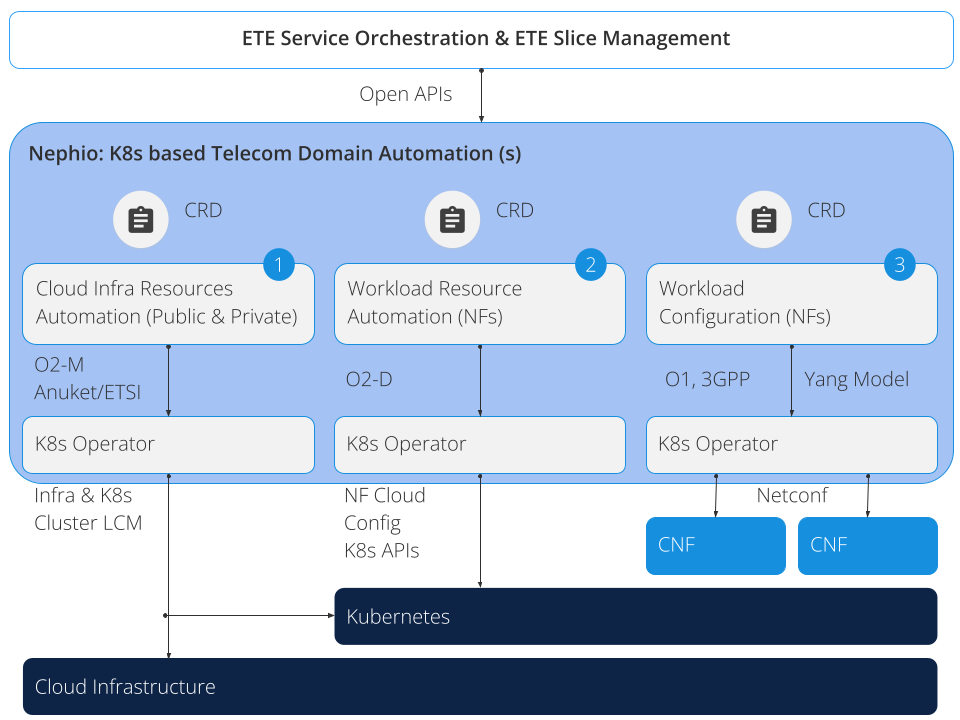 ETE Service Orchestration & ETE Slice Management
Open APIs
Nephio: K8s based Telecom Domain Automation (s)
CRD
CRD
CRD
1
2
3
Cloud Infra Resources
Automation (Public & Private)
Workload Resource
Automation (NFs)
Workload
Configuration (NFs)
O2-M
Anuket/ETSI
O2-D
O1, 3GPP
Yang Model
K8s Operator
K8s Operator
K8s Operator
Infra & K8s
Cluster LCM
NF Cloud
Config
K8s APIs
Netconf
CNF
CNF
Kubernetes
Cloud Infrastructure